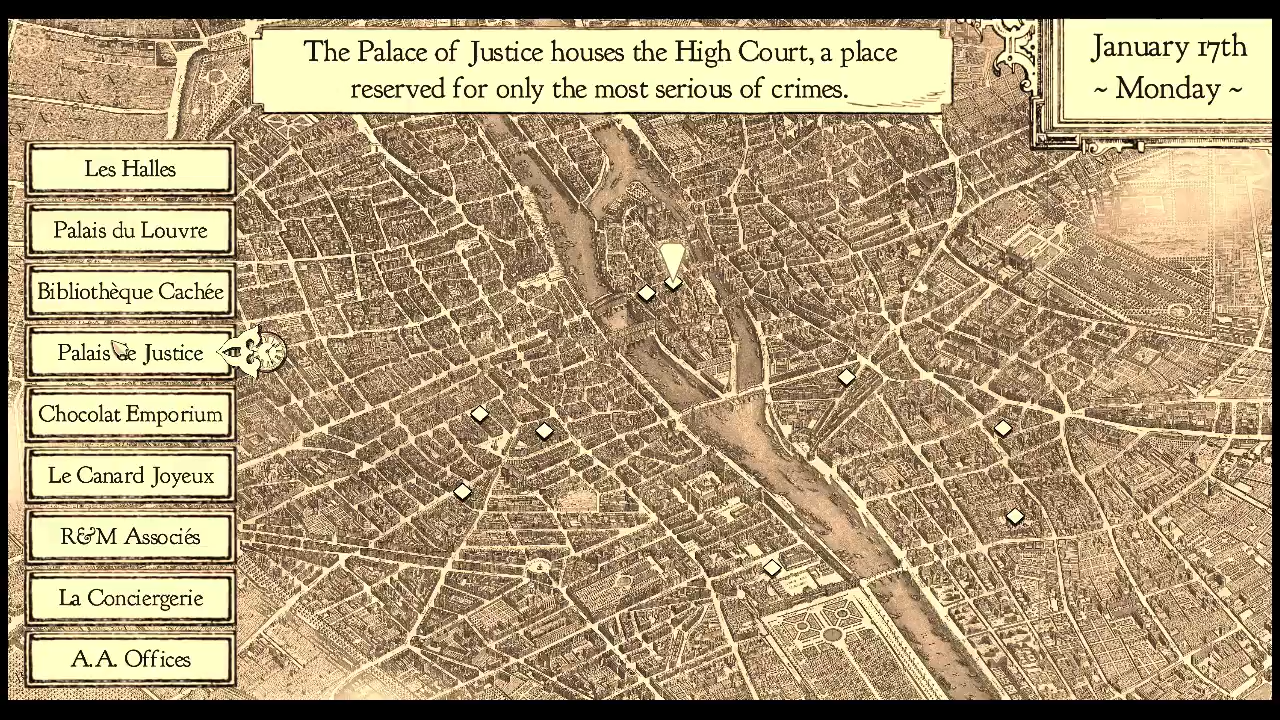 The Palace of Justice houses the High Court, a place
reserved for only the most serious of crimes.
January 17th
~ Monday ~
Les Halles
Palais du Louvre
Bibliothèque Cachée
Palais de Justice
Chocolat Emporium
Le Canard Joyeux
R&M Associés
La Conciergerie
A.A. Offices